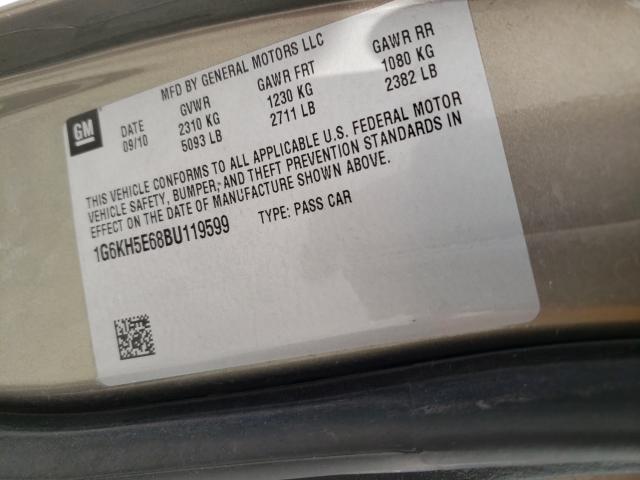 MFD BY GENERAL MOTORS LLC
GM
DATE GVWR GAWR FRT GAWR RR
09/10 2310 KG 1230 KG 1080 KG
5093 LB 2711 LB 2382 LB
THIS VEHICLE CONFORMS TO ALL APPLICABLE U.S. FEDERAL MOTOR
VEHICLE SAFETY, BUMPER, AND THEFT PREVENTION STANDARDS IN
EFFECT ON THE DATE OF MANUFACTURE SHOWN ABOVE.
1G6KH5E68BU119599 TYPE: PASS CAR